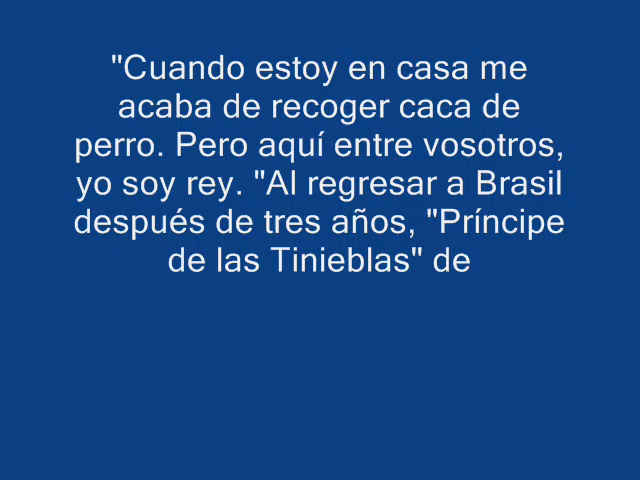 "Cuando estoy en casa me
acaba de recoger caca de
perro. Pero aquí entre vosotros,
yo soy rey. "Al regresar a Brasil
después de tres años, "Príncipe
de las Tinieblas" de